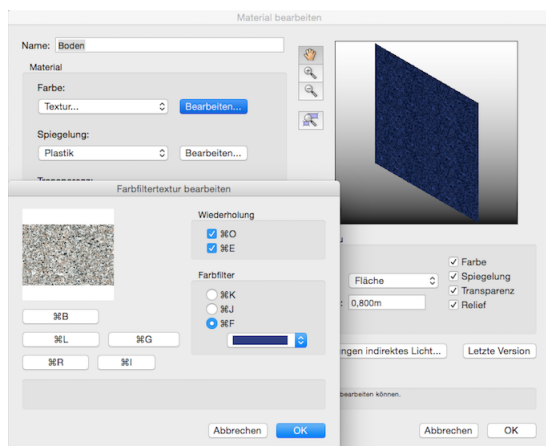 Material bearbeiten
Name: Boden
Material
Farbe:
Textur...
Bearbeiten...
Spiegelung:
Plastik
Bearbeiten...
Farbfiltertextur bearbeiten
Wiederholung
⌘O
⌘E
Farbfilter
⌘K
⌘J
⌘F
⌘B
⌘L
⌘G
⌘R
⌘I
Abbrechen
OK
Fläche
0,800m
Farbe
Spiegelung
Transparenz
Relief
indirektes Licht...
Letzte Version
bearbeiten können.
Abbrechen
OK